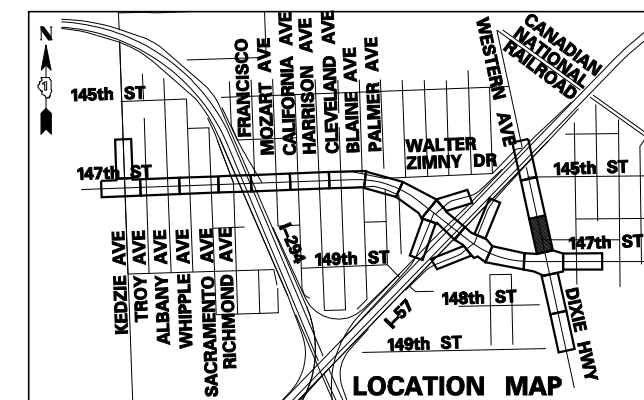 N
145th ST
147th ST
FRANCISCO
MOZART AVE
CALIFORNIA AVE
HARRISON AVE
CLEVELAND AVE
BLAINE AVE
PALMER AVE
WESTERN AVE
CANADIAN
NATIONAL
RAILROAD
WALTER
ZIMNY DR
145th ST
147th ST
KEDZIE AVE
TROY AVE
ALBANY AVE
WHIPPLE AVE
SACRAMENTO AVE
RICHMOND AVE
I-294
149th ST
I-57
148th ST
149th ST
DIXIE HWY
LOCATION MAP